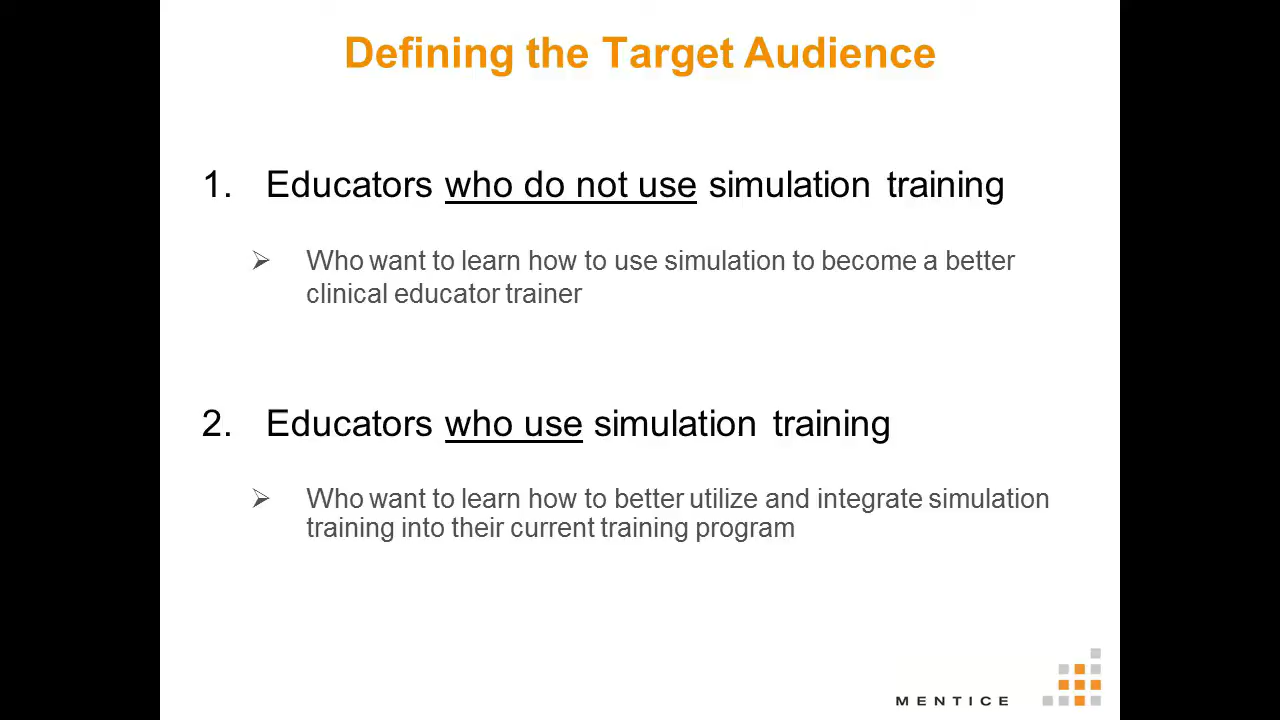 Defining the Target Audience
1. Educators who do not use simulation training
➢ Who want to learn how to use simulation to become a better
clinical educator trainer
2. Educators who use simulation training
➢ Who want to learn how to better utilize and integrate simulation
training into their current training program
MENTICE